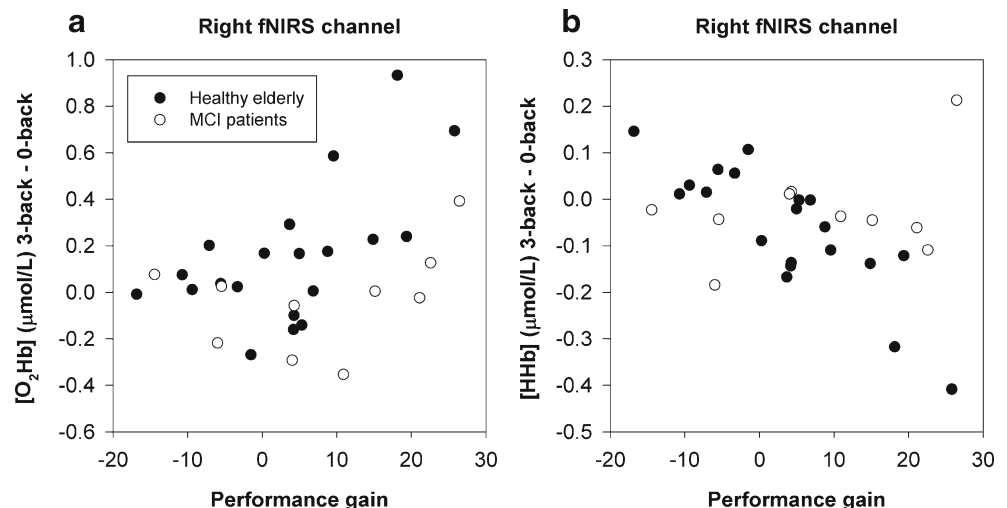 a
Right fNIRS channel
[O₂Hb] (μmol/L) 3-back - 0-back
1.0
0.8
0.6
0.4
0.2
0.0
-0.2
-0.4
-0.6
Healthy elderly
MCI patients
-20 -10 0 10 20 30
Performance gain
b
Right fNIRS channel
[HHb] (μmol/L) 3-back - 0-back
0.3
0.2
0.1
0.0
-0.1
-0.2
-0.3
-0.4
-0.5
-20 -10 0 10 20 30
Performance gain